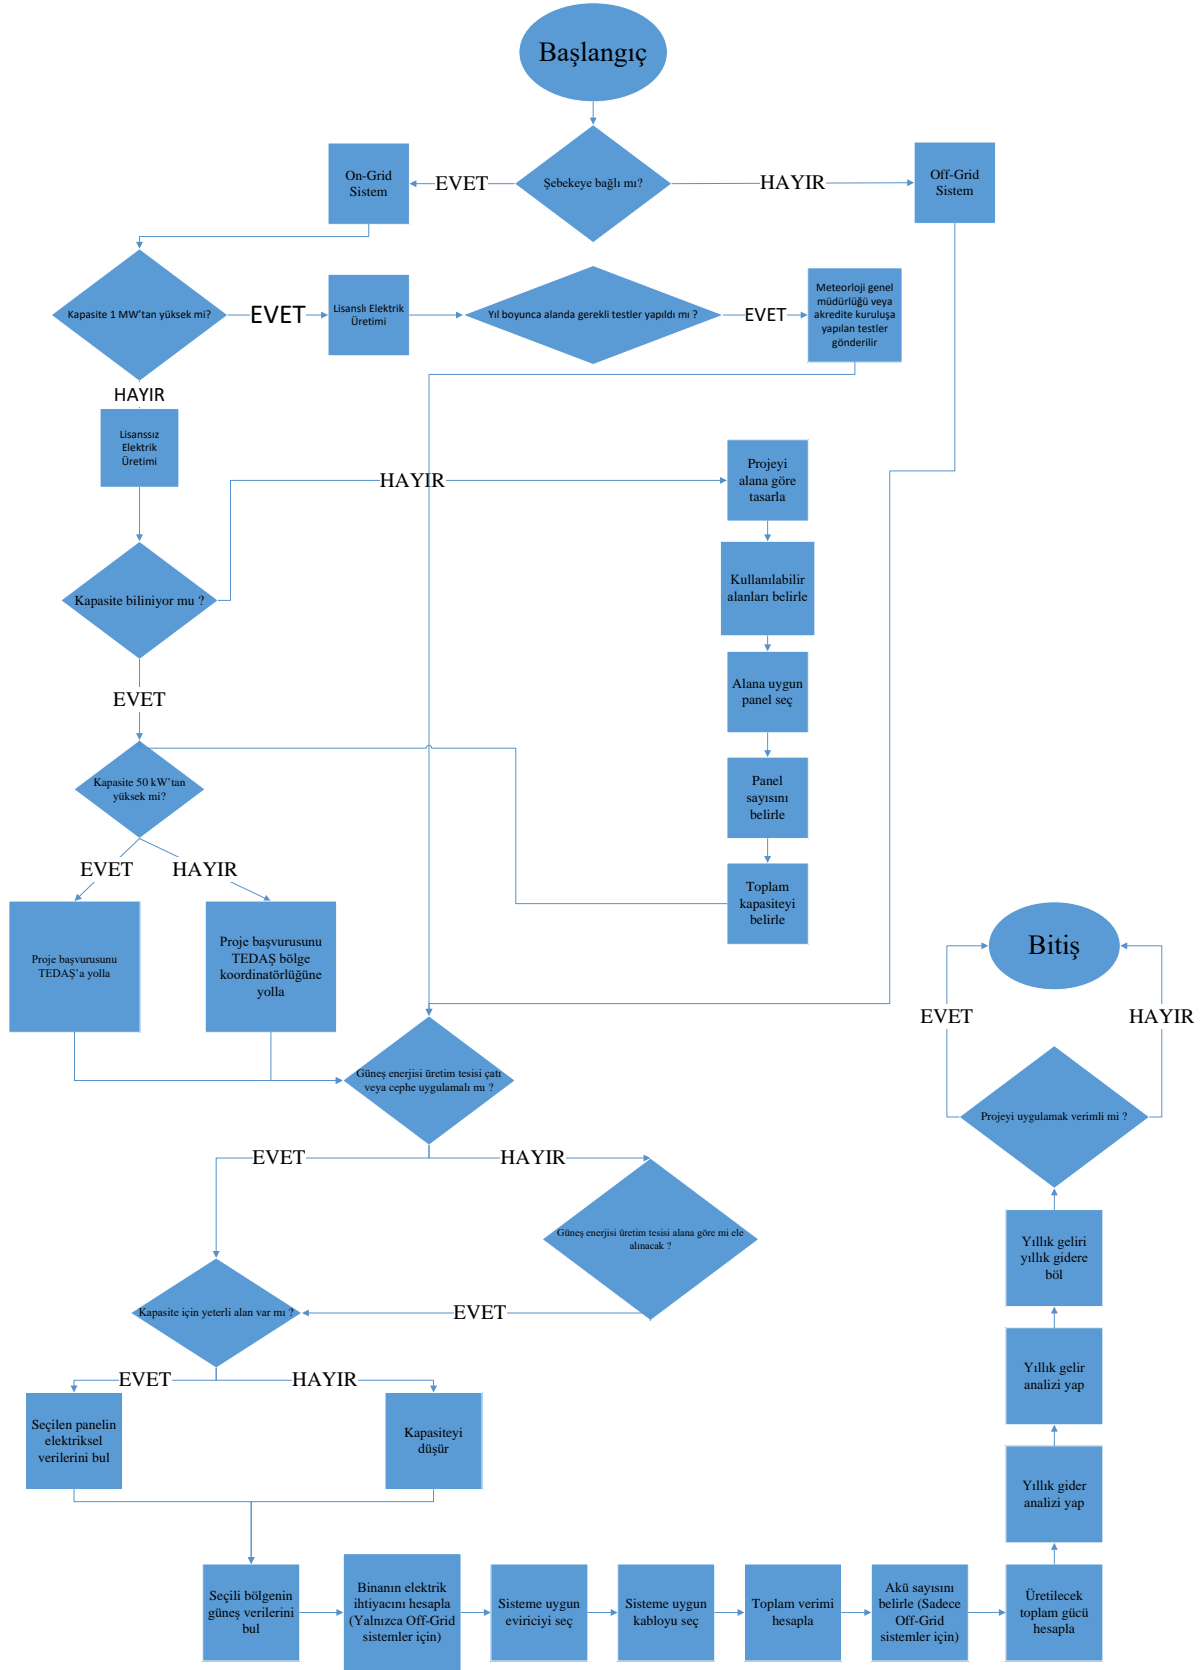 Başlangıç
On-Grid
Sistem
EVET
Şebekeye bağlı mı?
HAYIR
Off-Grid
Sistem
Kapasite 1 MW'tan yüksek mi?
EVET
Lisanslı Elektrik
Üretimi
Yıl boyunca alanda gerekli testler yapıldı mı ?
EVET
Meteorloji genel
müdürlüğü veya
akredite kuruluşa
yapılan testler
gönderilir
HAYIR
Lisanssız
Elektrik
Üretimi
HAYIR
Projeyi
alana göre
tasarla
Kapasite biliniyor mu ?
Kullanılabilir
alanları belirle
EVET
Alana uygun
panel seç
Kapasite 50 kW'tan
yüksek mi?
Panel
sayısını
belirle
EVET
HAYIR
Toplam
kapasiteyi
belirle
Proje başvurusunu
TEDAŞ'a yolla
Proje başvurusunu
TEDAŞ bölge
koordinatörlüğüne
yolla
Bitiş
EVET
HAYIR
Güneş enerjisi üretim tesisi çatı
veya cephe uygulamalı mı ?
Projeyi uygulamak verimli mi ?
EVET
HAYIR
Güneş enerjisi üretim tesisi alana göre mi ele
alınacak ?
Yıllık geliri
yıllık gidere
böl
Kapasite için yeterli alan var mı ?
EVET
EVET
HAYIR
Yıllık gelir
analizi yap
Seçilen panelin
elektriksel
verilerini bul
Kapasiteyi
düşür
Yıllık gider
analizi yap
Seçili bölgenin
güneş verilerini
bul
Binanın elektrik
ihtiyacını hesapla
(Yalnızca Off-Grid
sistemler için)
Sisteme uygun
eviriciyi seç
Sisteme uygun
kabloyu seç
Toplam verimi
hesapla
Akü sayısını
belirle (Sadece
Off-Grid
sistemler için)
Üretilecek
toplam gücü
hesapla